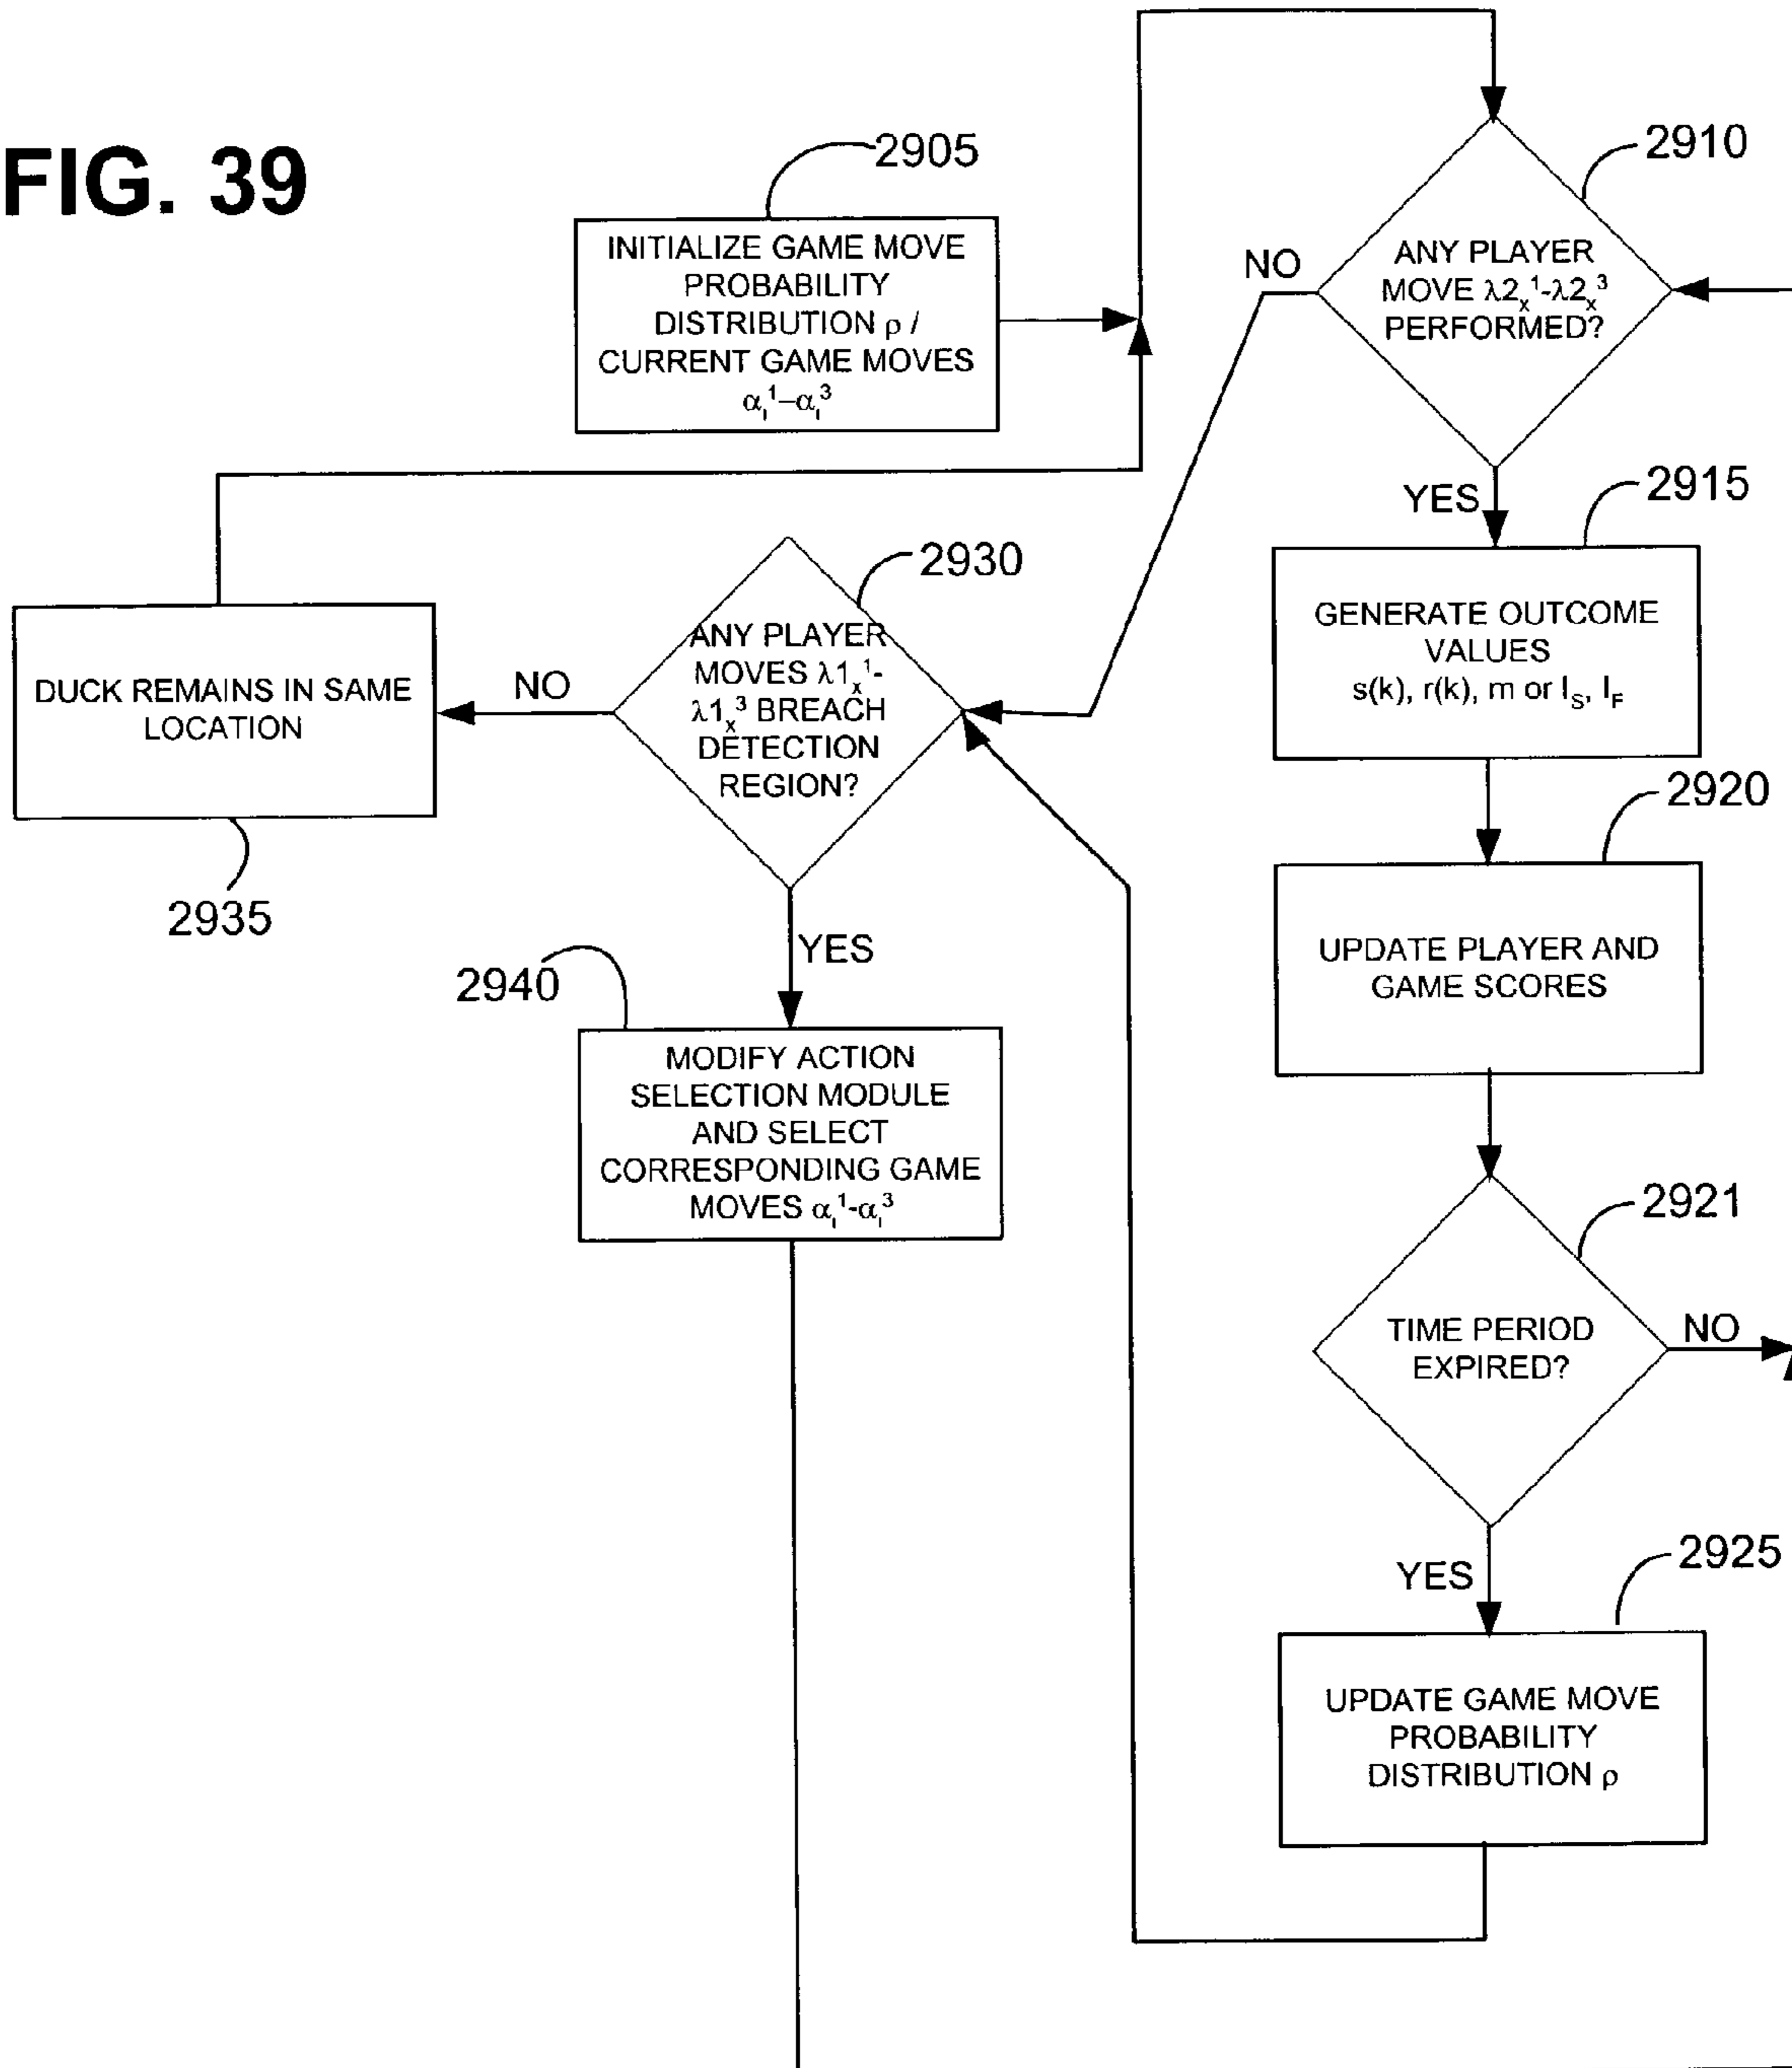 FIG. 39
2905
INITIALIZE GAME MOVE
PROBABILITY
DISTRIBUTION ρ /
CURRENT GAME MOVES
αᵢ¹–αᵢ³
2910
ANY PLAYER
MOVE λ2ₓ¹-λ2ₓ³
PERFORMED?
NO
YES
2915
GENERATE OUTCOME
VALUES
s(k), r(k), m or I_S, I_F
2920
UPDATE PLAYER AND
GAME SCORES
2921
TIME PERIOD
EXPIRED?
NO
YES
2925
UPDATE GAME MOVE
PROBABILITY
DISTRIBUTION ρ
2930
ANY PLAYER
MOVES λ1ₓ¹-
λ1ₓ³ BREACH
DETECTION
REGION?
NO
DUCK REMAINS IN SAME
LOCATION
2935
YES
2940
MODIFY ACTION
SELECTION MODULE
AND SELECT
CORRESPONDING GAME
MOVES αᵢ¹-αᵢ³